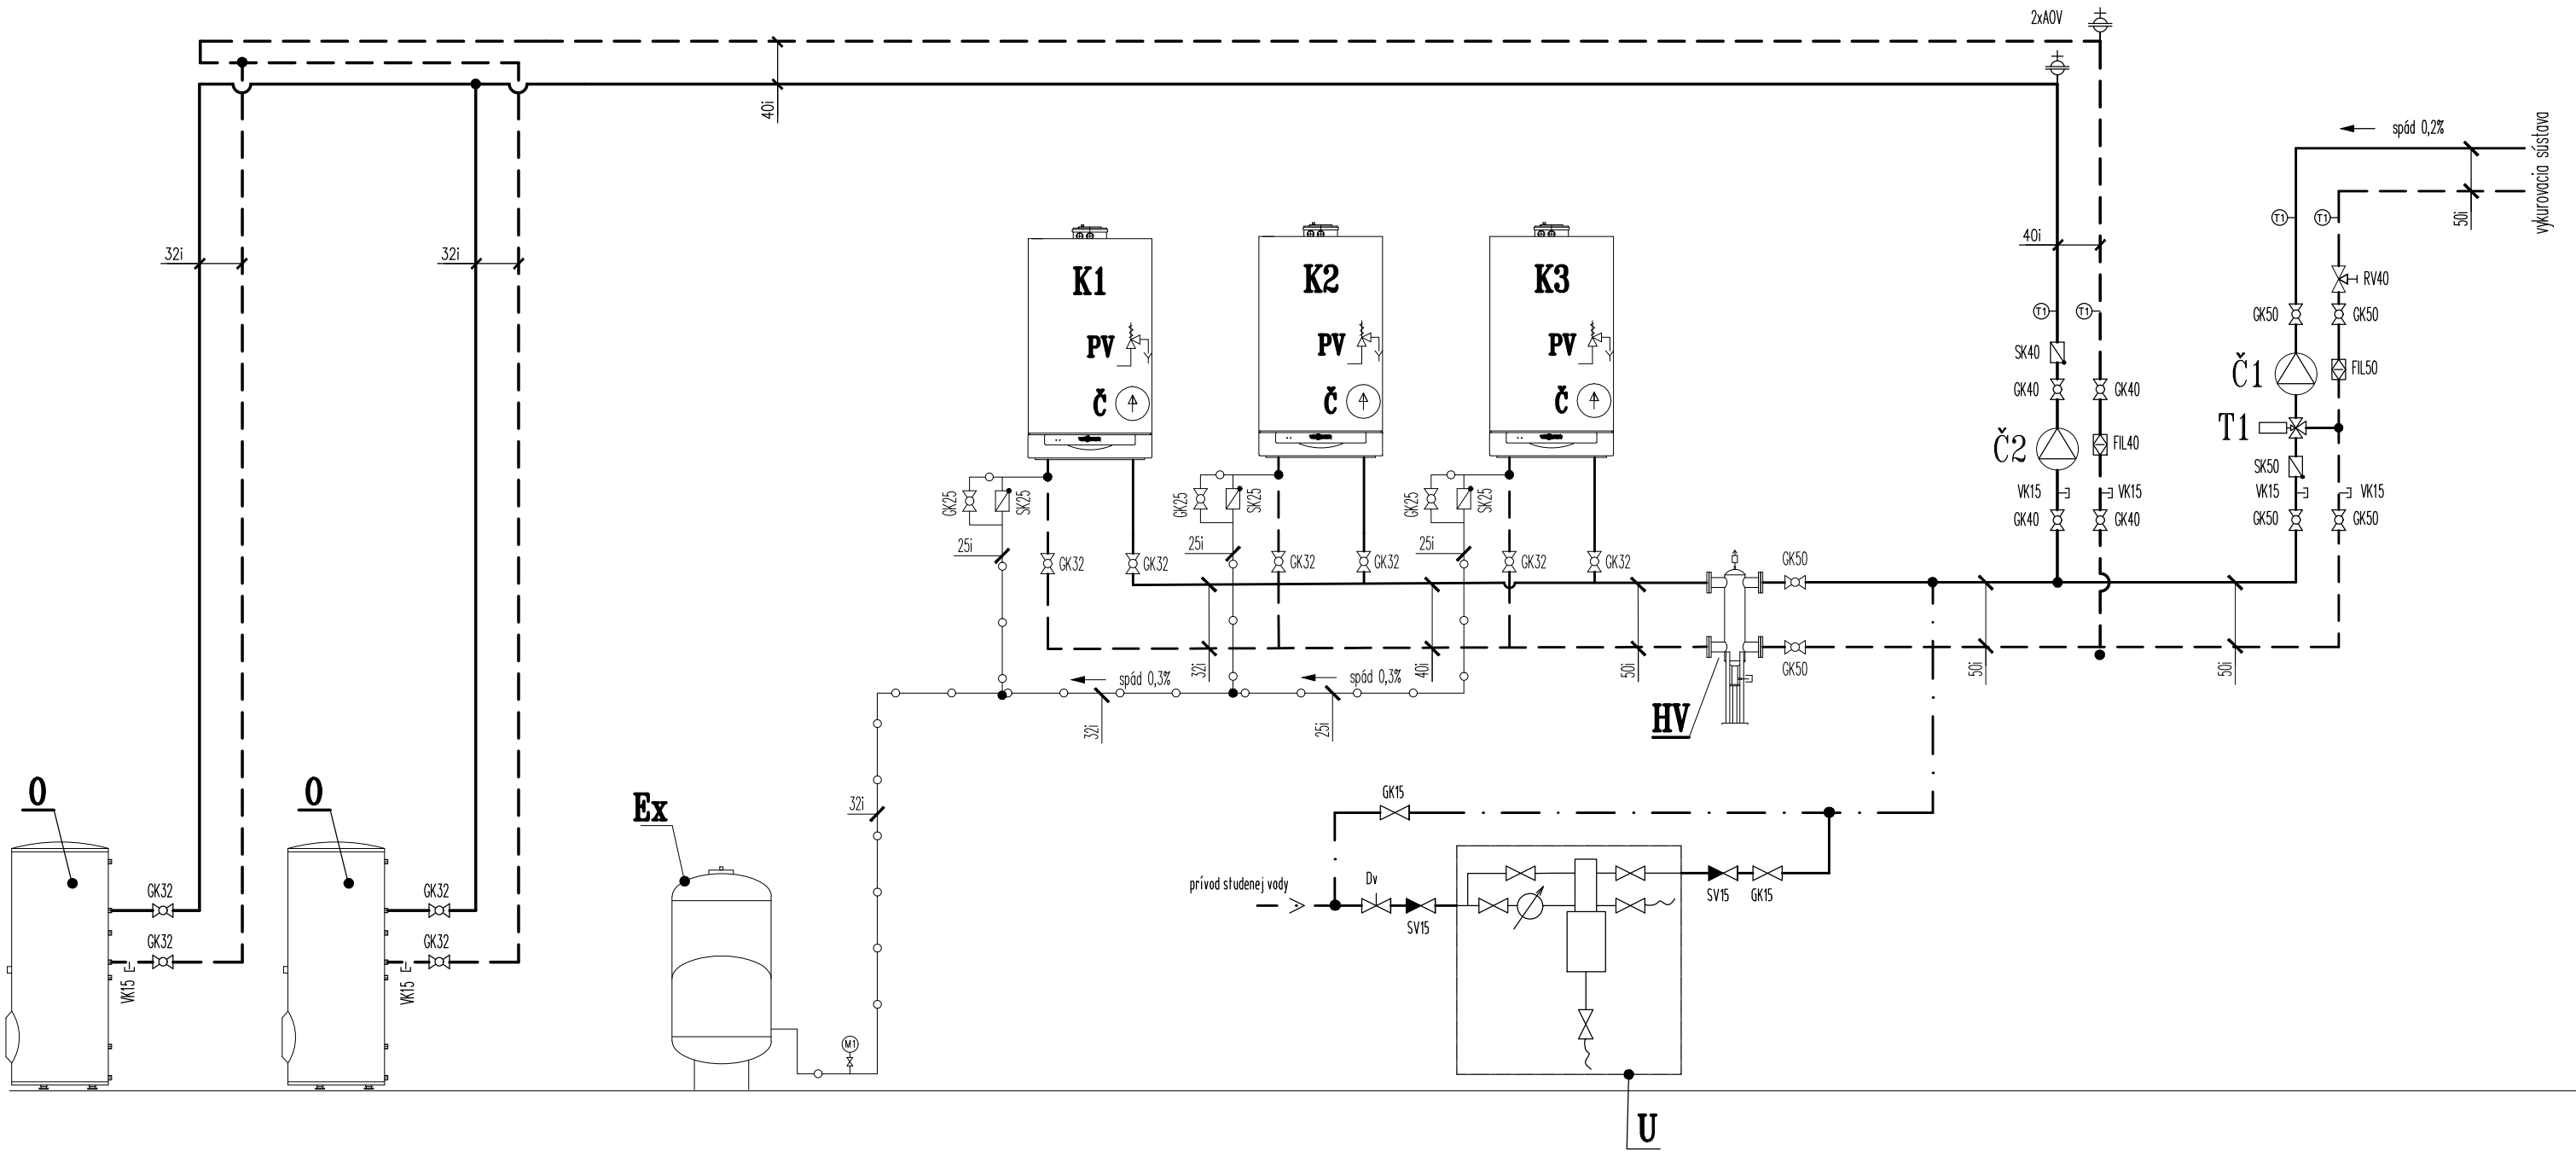 2xAOV
40i
spád 0,2%
vykurovacia sústava
50i
T1
T1
40i
32i
32i
K1
K2
K3
PV
PV
PV
Č
Č
Č
RV40
GK50
GK50
T1
T1
SK40
Č1
FIL50
GK40
GK40
T1
Č2
FIL40
SK50
VK15
VK15
VK15
VK15
GK40
GK40
GK50
GK50
GK25
SK25
GK25
SK25
GK25
SK25
25i
25i
25i
GK32
GK32
GK32
GK32
GK32
GK32
GK50
GK50
32i
40i
50i
50i
50i
spád 0,3%
spád 0,3%
32i
25i
HV
O
O
Ex
32i
GK15
GK32
GK32
prívod studenej vody
Dv
SV15
SV15
GK15
GK32
GK32
VK15
VK15
M1
U